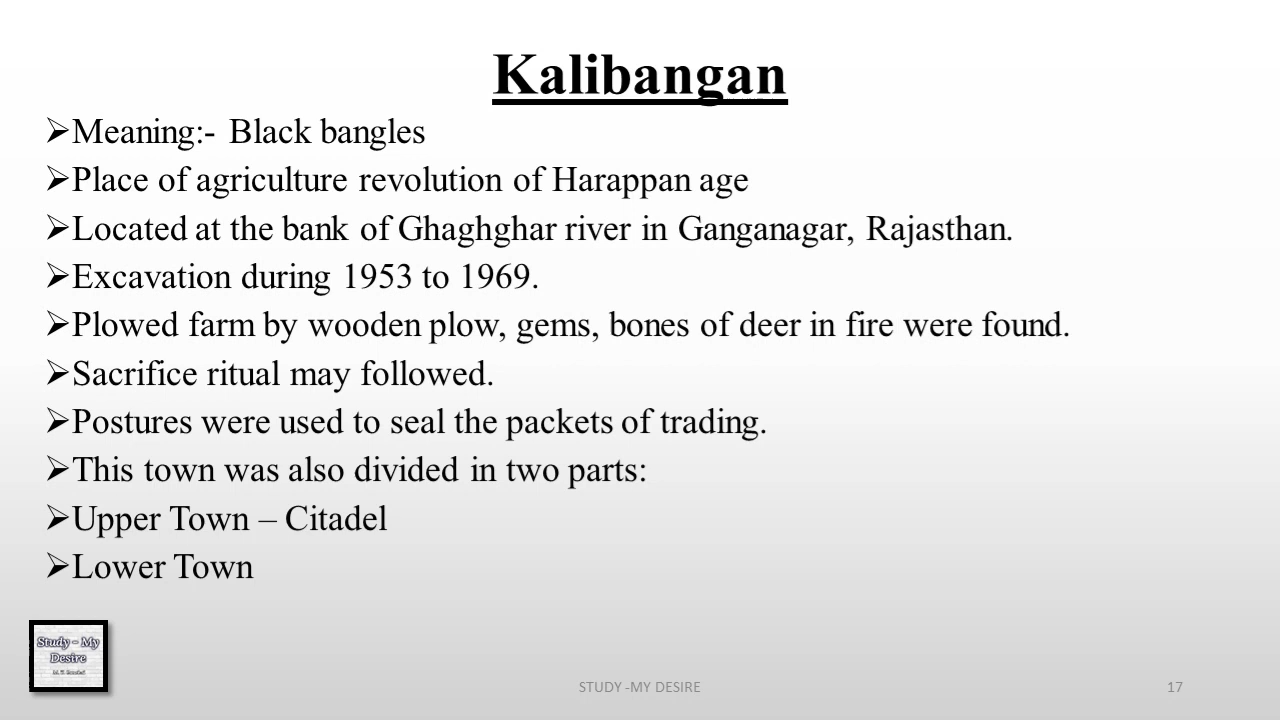 Kalibangan
➢Meaning:- Black bangles
➢Place of agriculture revolution of Harappan age
➢Located at the bank of Ghaghghar river in Ganganagar, Rajasthan.
➢Excavation during 1953 to 1969.
➢Plowed farm by wooden plow, gems, bones of deer in fire were found.
➢Sacrifice ritual may followed.
➢Postures were used to seal the packets of trading.
➢This town was also divided in two parts:
➢Upper Town – Citadel
➢Lower Town
Study - My
Desire
STUDY -MY DESIRE
17